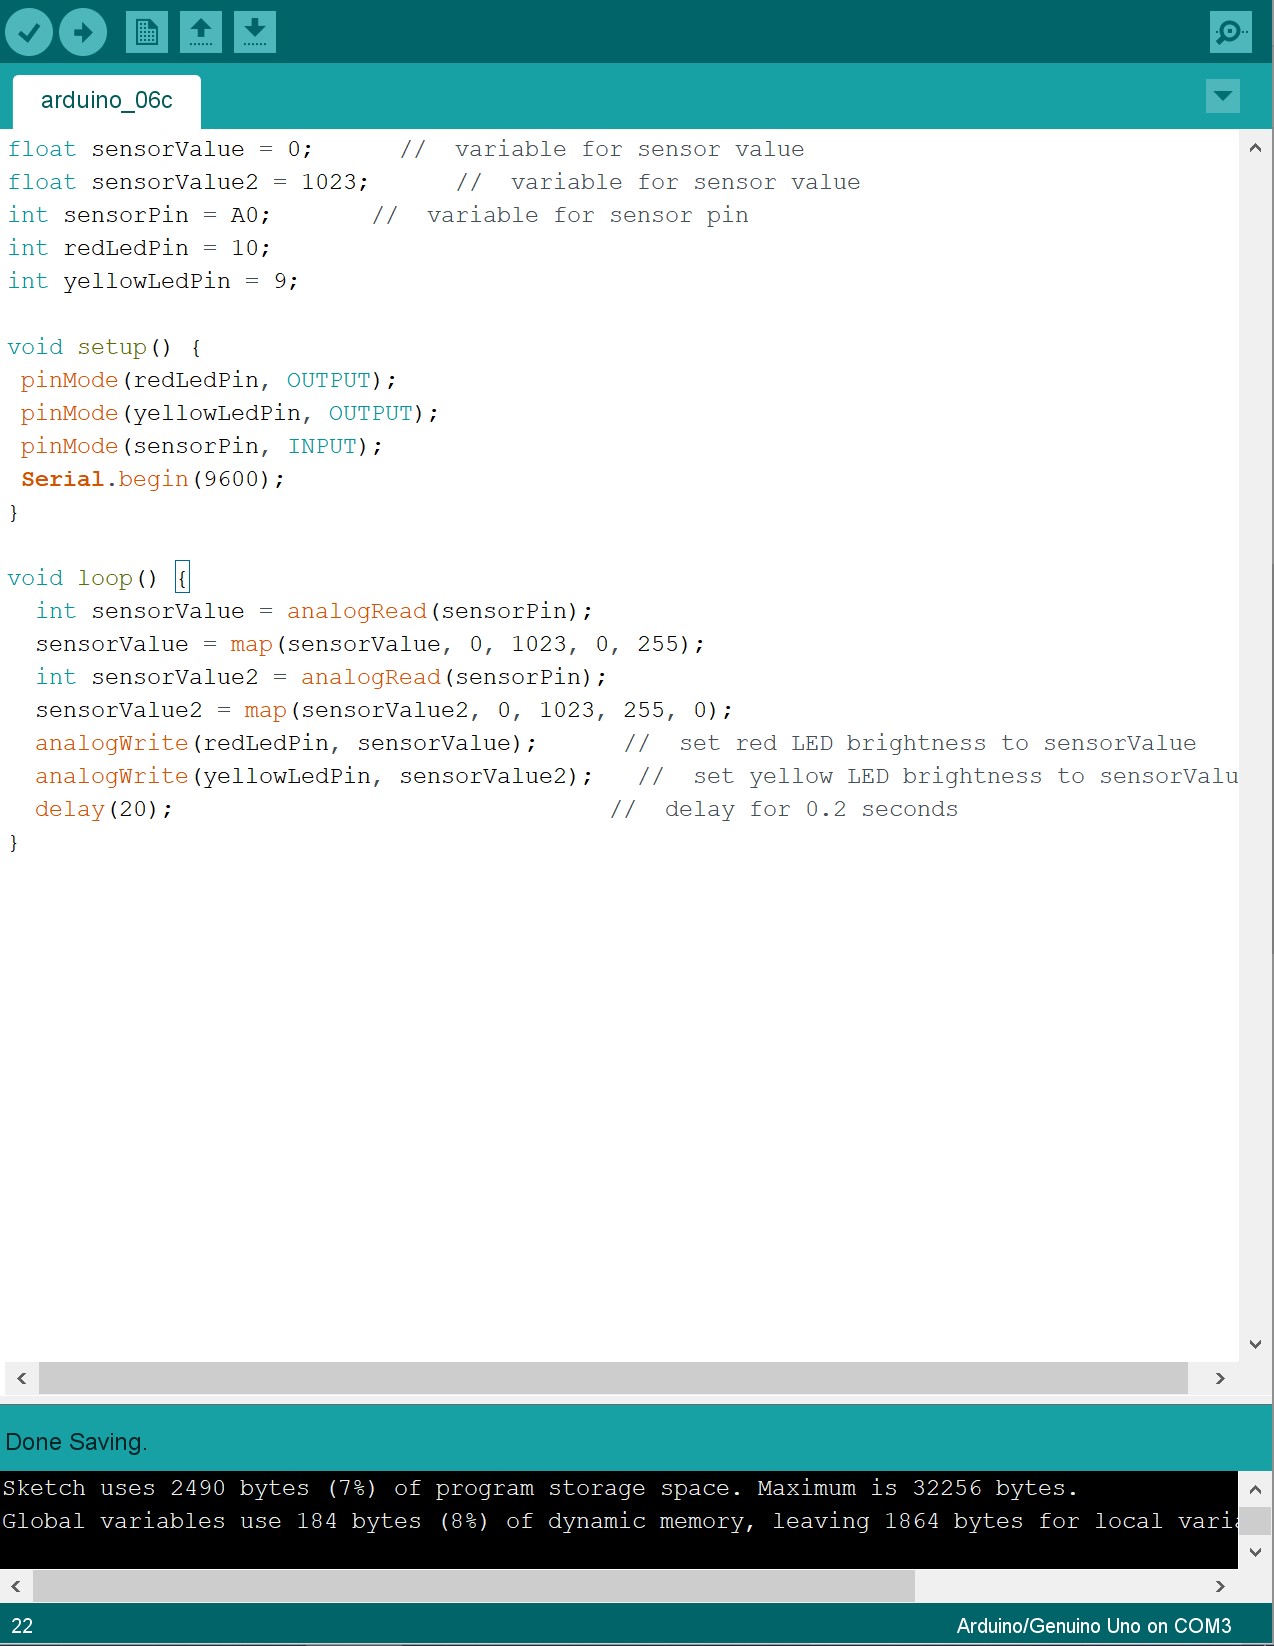 arduino_06c
float sensorValue = 0;      //  variable for sensor value
float sensorValue2 = 1023;      //  variable for sensor value
int sensorPin = A0;       //  variable for sensor pin
int redLedPin = 10;
int yellowLedPin = 9;
void setup() {
 pinMode(redLedPin, OUTPUT);
 pinMode(yellowLedPin, OUTPUT);
 pinMode(sensorPin, INPUT);
 Serial.begin(9600);
}
void loop() {
  int sensorValue = analogRead(sensorPin);
  sensorValue = map(sensorValue, 0, 1023, 0, 255);
  int sensorValue2 = analogRead(sensorPin);
  sensorValue2 = map(sensorValue2, 0, 1023, 255, 0);
  analogWrite(redLedPin, sensorValue);      //  set red LED brightness to sensorValue
  analogWrite(yellowLedPin, sensorValue2);   //  set yellow LED brightness to sensorValu
  delay(20);                               //  delay for 0.2 seconds
}
Done Saving.
Sketch uses 2490 bytes (7%) of program storage space. Maximum is 32256 bytes.
Global variables use 184 bytes (8%) of dynamic memory, leaving 1864 bytes for local varia
22
Arduino/Genuino Uno on COM3